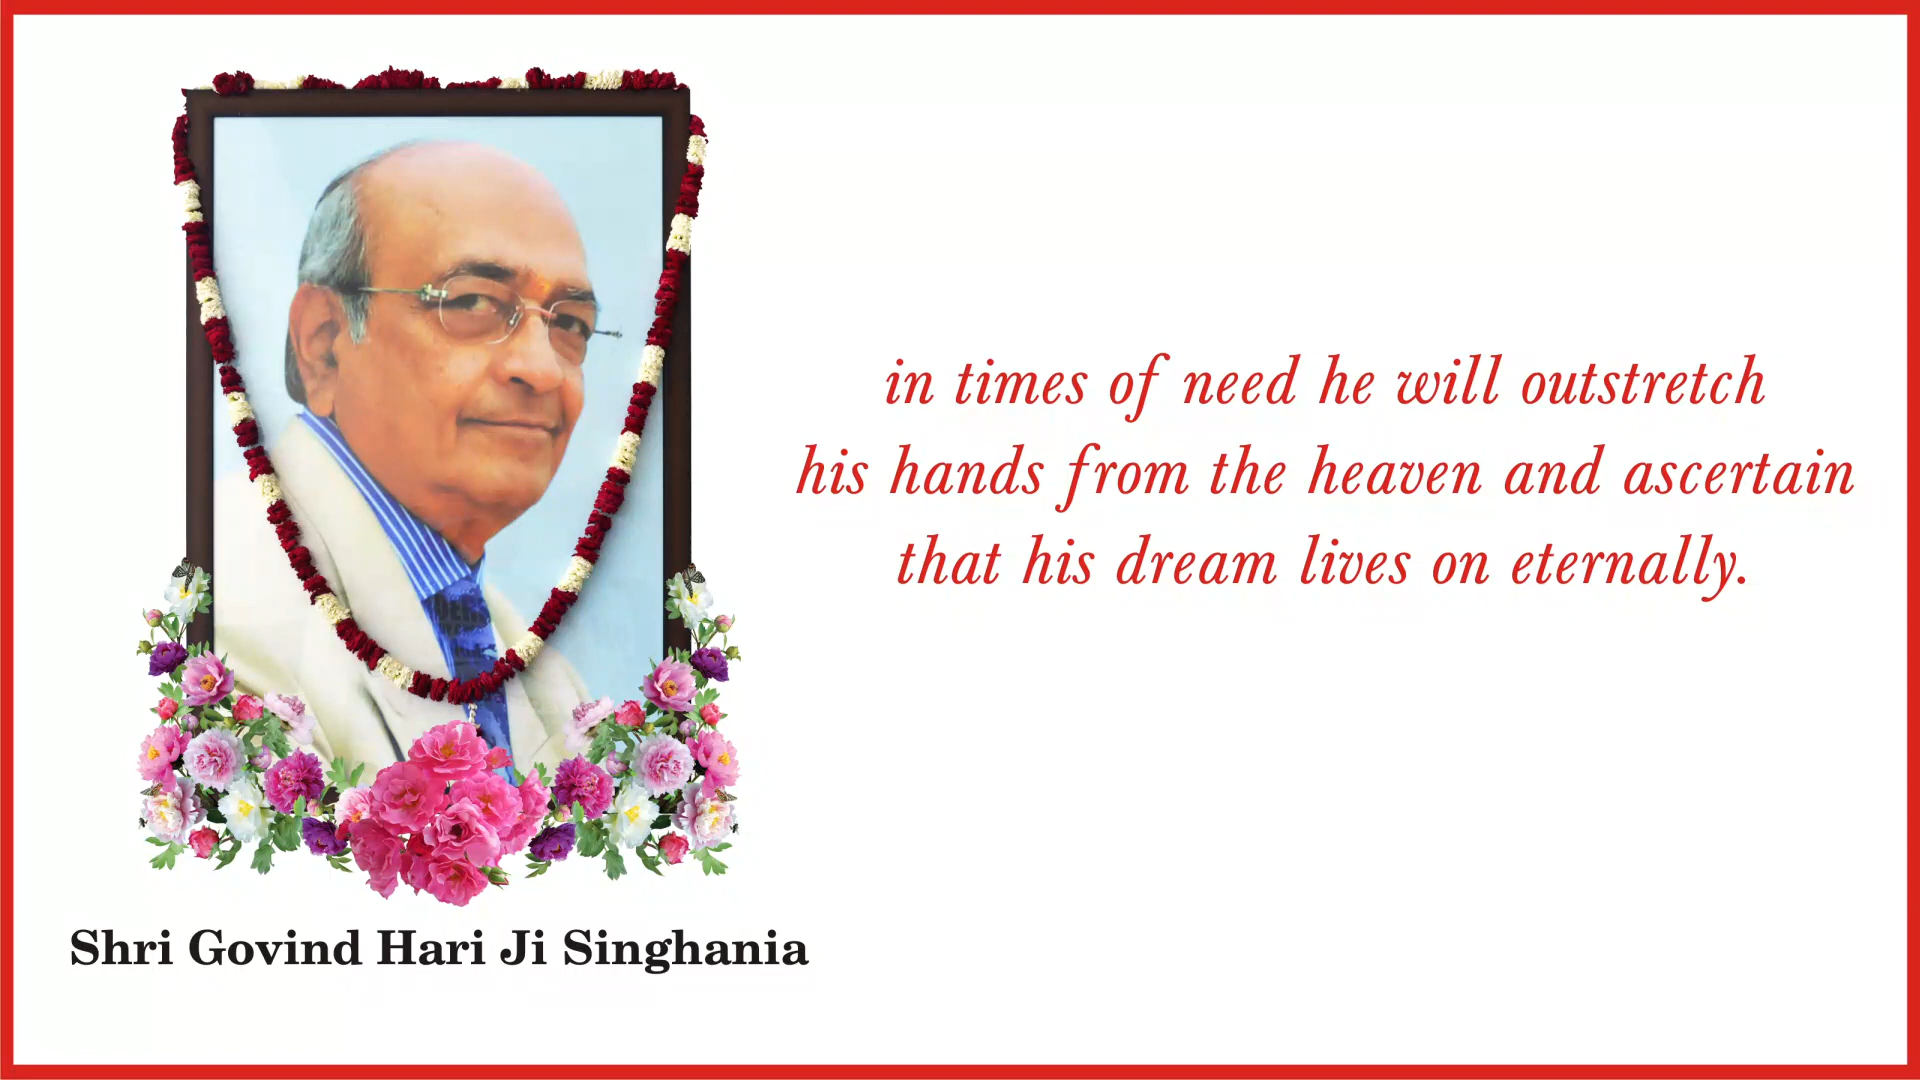 in times of need he will outstretch
his hands from the heaven and ascertain
that his dream lives on eternally.
Shri Govind Hari Ji Singhania